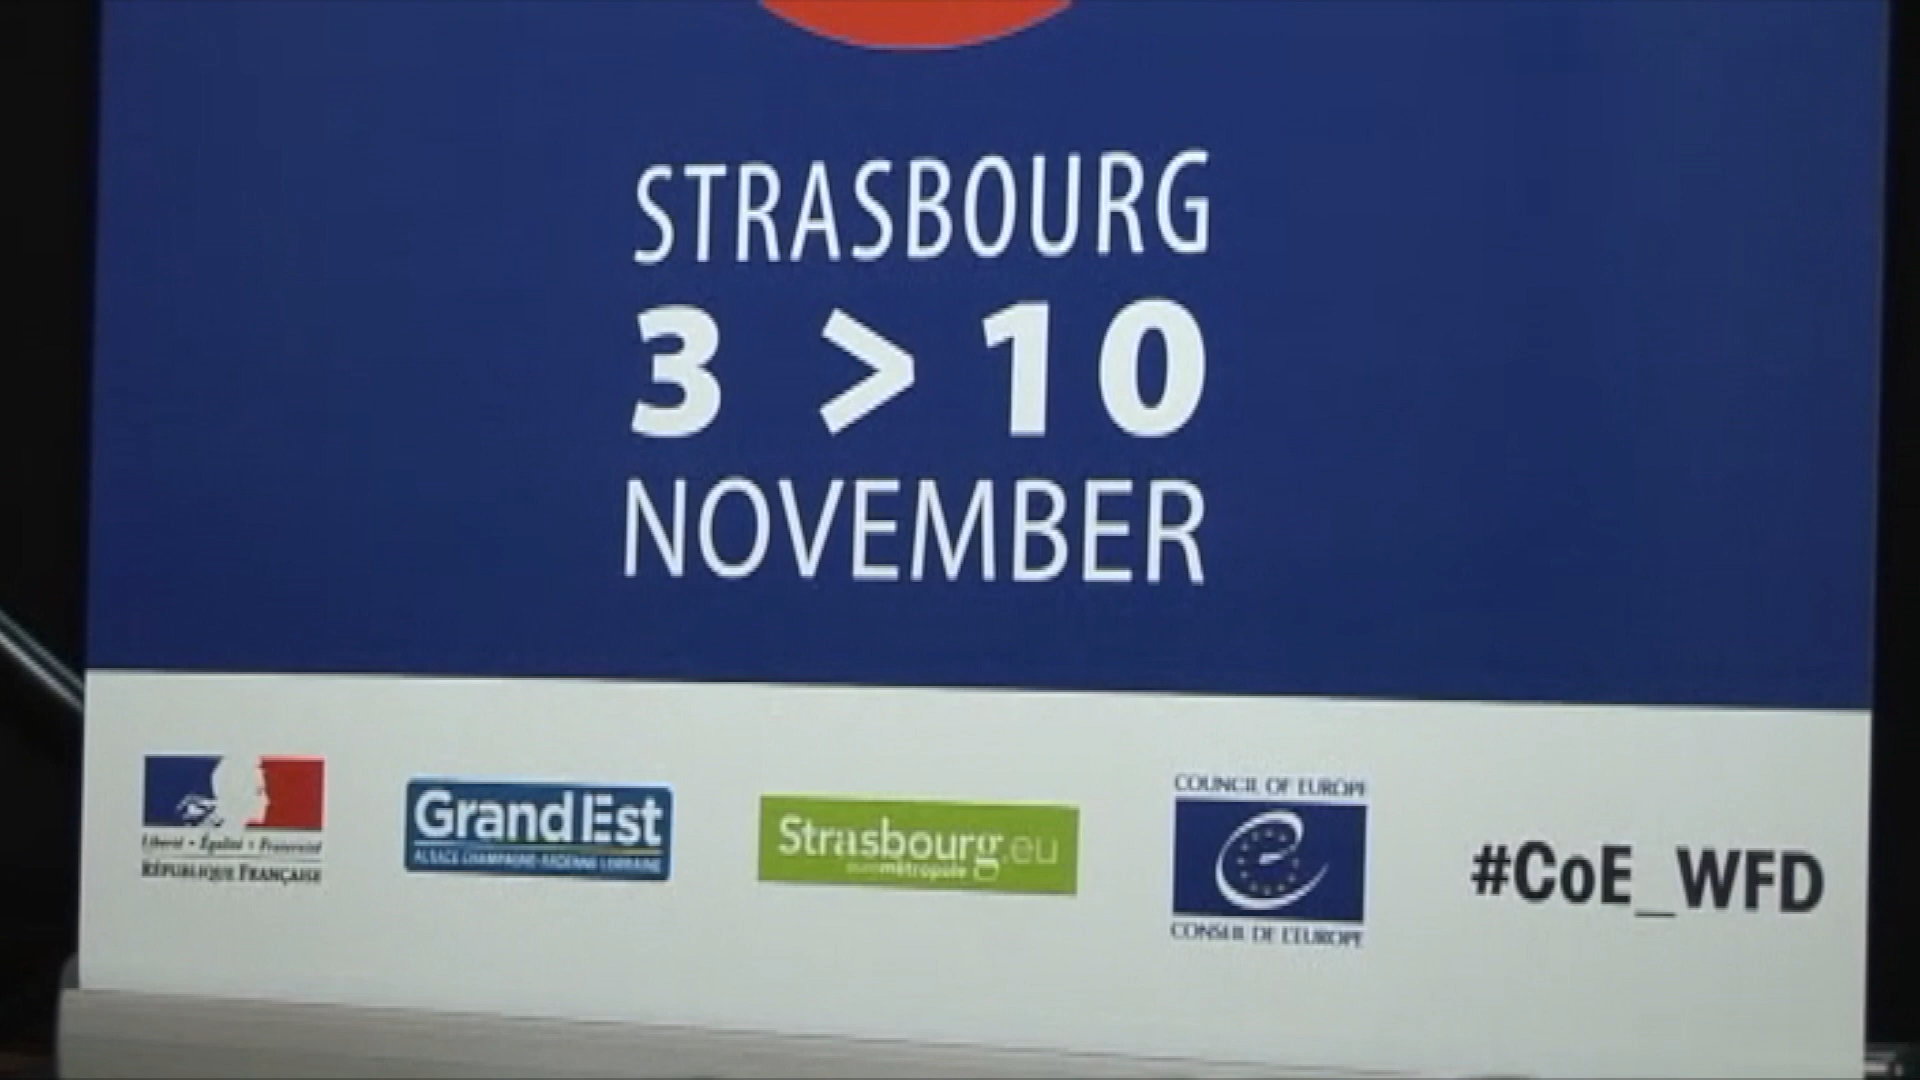 STRASBOURG
3 > 10
NOVEMBER
Liberté • Égalité • Fraternité
RÉPUBLIQUE FRANÇAISE
Grand Est
ALSACE CHAMPAGNE-ARDENNE LORRAINE
Strasbourg.eu
eurométropole
COUNCIL OF EUROPE
CONSEIL DE L'EUROPE
#CoE_WFD